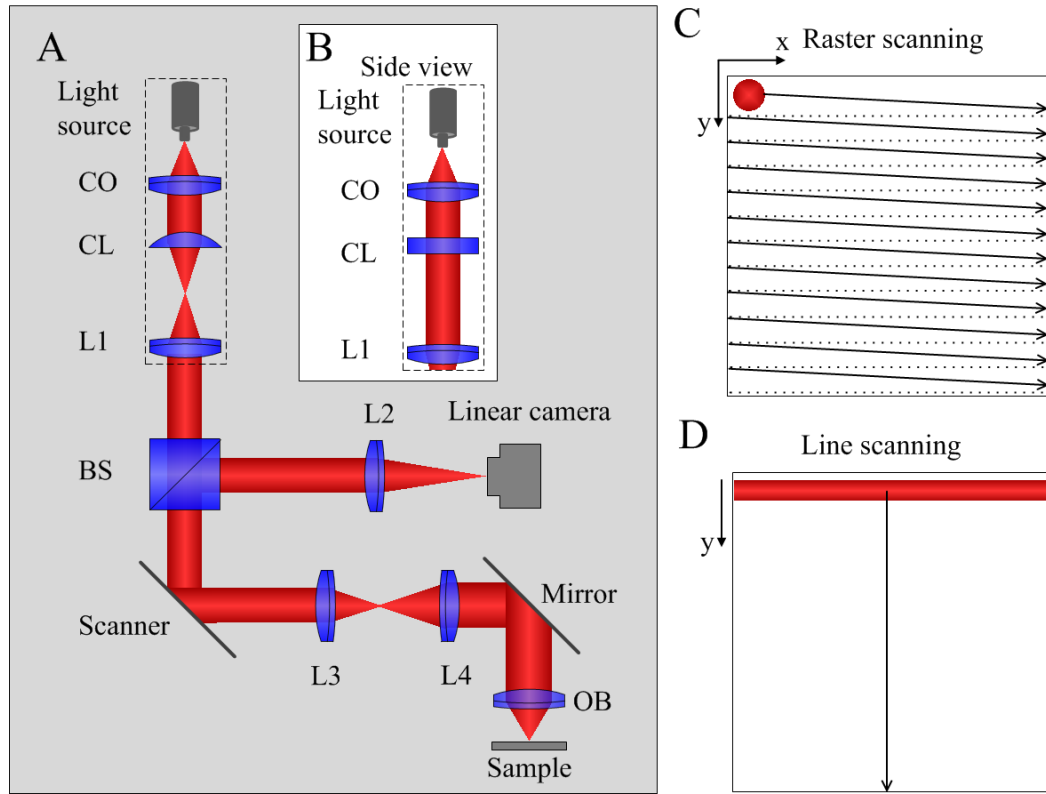 A
Light
source
CO
CL
L1
BS
L2
Linear camera
Scanner
L3
L4
Mirror
OB
Sample
B
Side view
Light
source
CO
CL
L1
C
x
Raster scanning
y
D
Line scanning
y